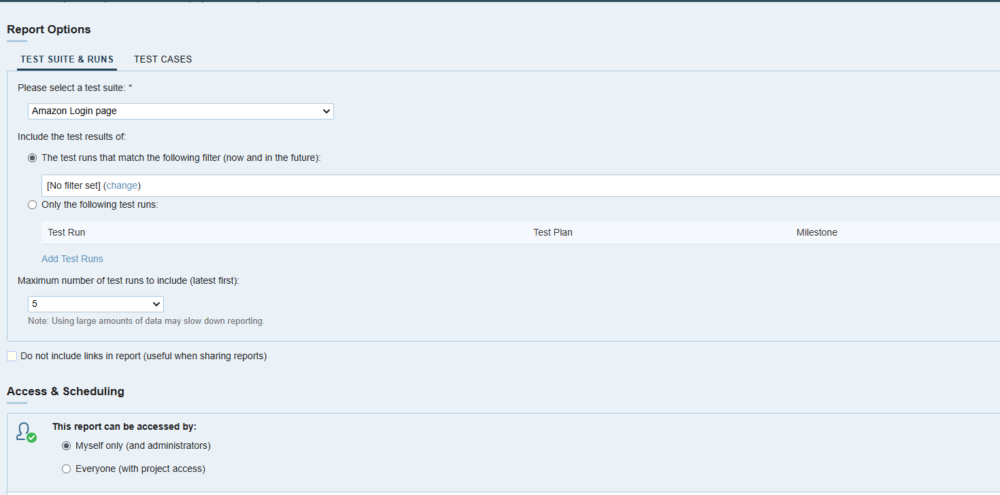 Report Options
TEST SUITE & RUNS TEST CASES
Please select a test suite: *
Amazon Login page
Include the test results of:
The test runs that match the following filter (now and in the future):
[No filter set] (change)
Only the following test runs:
Test Run Test Plan Milestone
Add Test Runs
Maximum number of test runs to include (latest first):
5
Note: Using large amounts of data may slow down reporting.
Do not include links in report (useful when sharing reports)
Access & Scheduling
This report can be accessed by:
Myself only (and administrators)
Everyone (with project access)